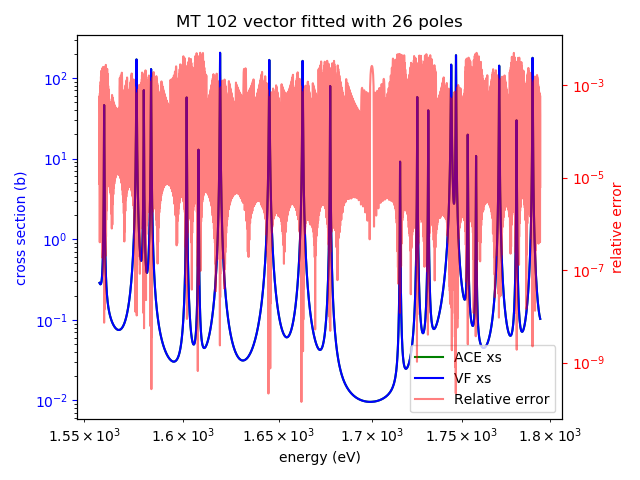 MT 102 vector fitted with 26 poles
cross section (b)
10²
10¹
10⁰
10⁻¹
10⁻²
relative error
10⁻³
10⁻⁵
10⁻⁷
10⁻⁹
ACE xs
VF xs
Relative error
1.55 × 10³ 1.6 × 10³ 1.65 × 10³ 1.7 × 10³ 1.75 × 10³ 1.8 × 10³
energy (eV)